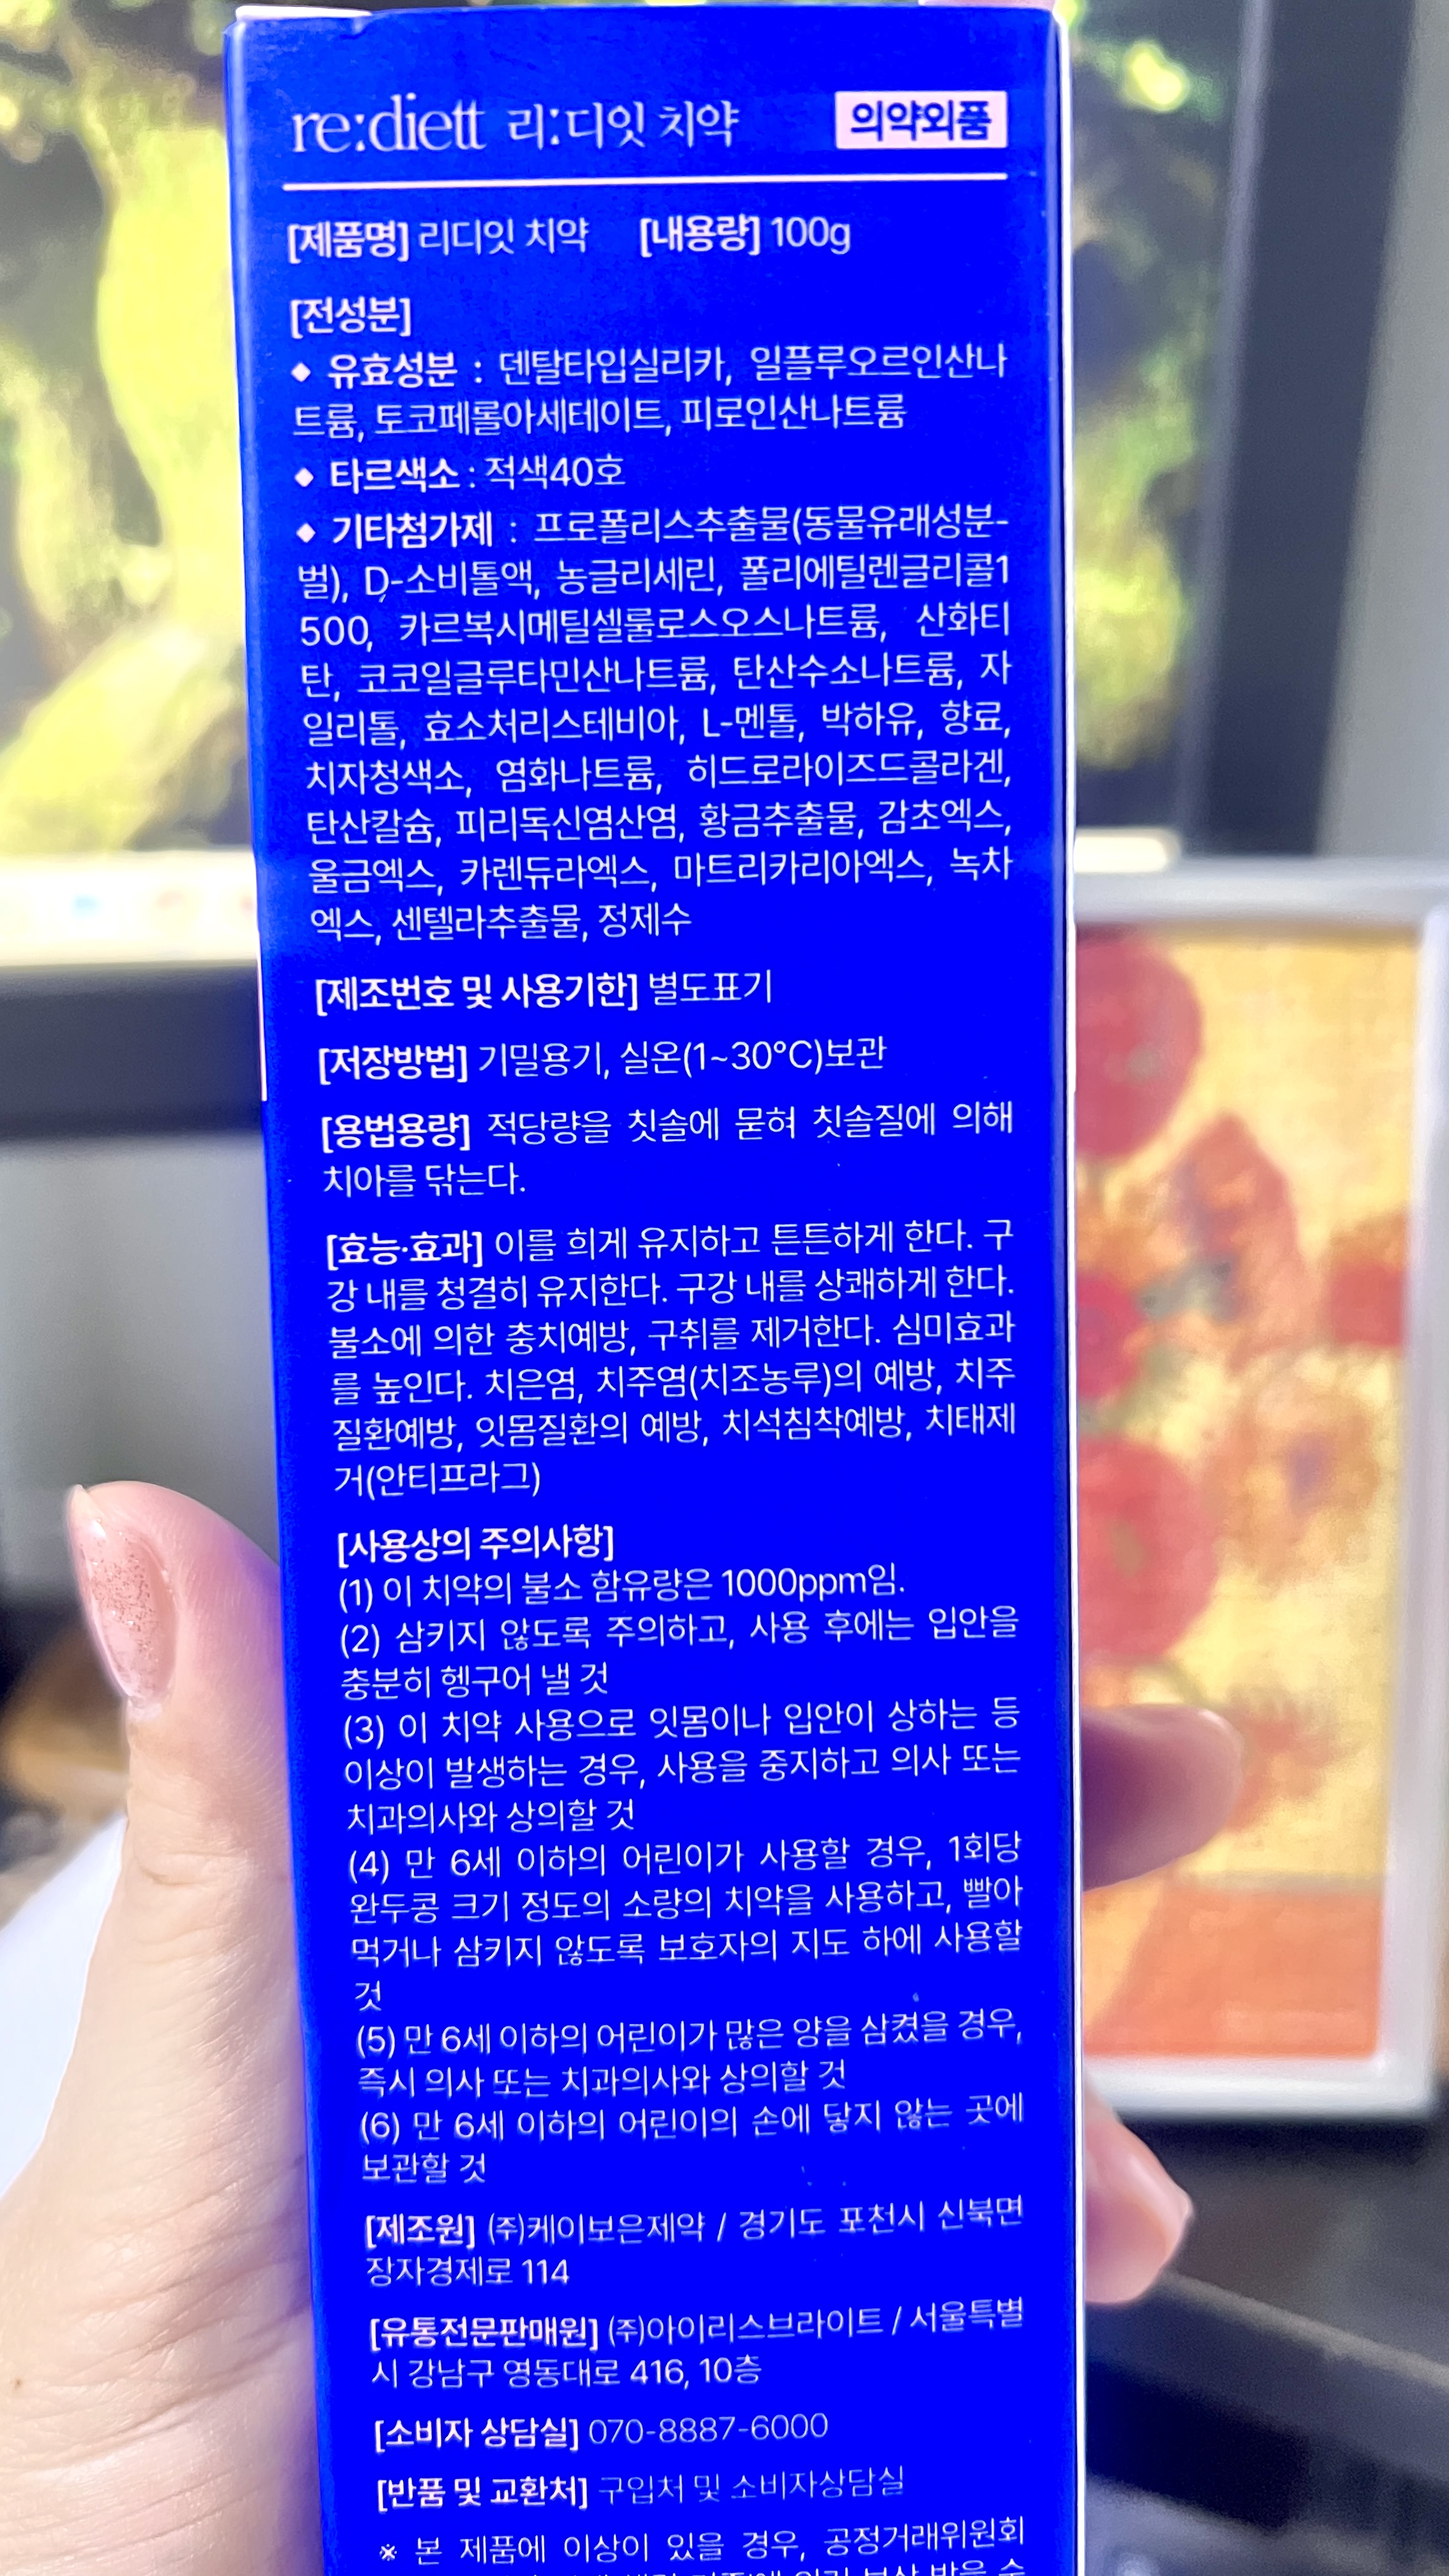 re:diett 리:디잇 치약 의약외품
[제품명] 리디잇 치약 [내용량] 100g
[전성분]
◆ 유효성분 : 덴탈타입실리카, 일플루오르인산나
트륨, 토코페롤아세테이트, 피로인산나트륨
◆ 타르색소 : 적색40호
◆ 기타첨가제 : 프로폴리스추출물(동물유래성분-
벌), D-소비톨액, 농글리세린, 폴리에틸렌글리콜1
500, 카르복시메틸셀룰로스오스나트륨, 산화티
탄, 코코일글루타민산나트륨, 탄산수소나트륨, 자
일리톨, 효소처리스테비아, L-멘톨, 박하유, 향료,
치자청색소, 염화나트륨, 히드로라이즈드콜라겐,
탄산칼슘, 피리독신염산염, 황금추출물, 감초엑스,
울금엑스, 카렌듀라엑스, 마트리카리아엑스, 녹차
엑스, 센텔라추출물, 정제수
[제조번호 및 사용기한] 별도표기
[저장방법] 기밀용기, 실온(1~30°C)보관
[용법용량] 적당량을 칫솔에 묻혀 칫솔질에 의해
치아를 닦는다.
[효능·효과] 이를 희게 유지하고 튼튼하게 한다. 구
강 내를 청결히 유지한다. 구강 내를 상쾌하게 한다.
불소에 의한 충치예방, 구취를 제거한다. 심미효과
를 높인다. 치은염, 치주염(치조농루)의 예방, 치주
질환예방, 잇몸질환의 예방, 치석침착예방, 치태제
거(안티프라그)
[사용상의 주의사항]
(1) 이 치약의 불소 함유량은 1000ppm임.
(2) 삼키지 않도록 주의하고, 사용 후에는 입안을
충분히 헹구어 낼 것
(3) 이 치약 사용으로 잇몸이나 입안이 상하는 등
이상이 발생하는 경우, 사용을 중지하고 의사 또는
치과의사와 상의할 것
(4) 만 6세 이하의 어린이가 사용할 경우, 1회당
완두콩 크기 정도의 소량의 치약을 사용하고, 빨아
먹거나 삼키지 않도록 보호자의 지도 하에 사용할
것
(5) 만 6세 이하의 어린이가 많은 양을 삼켰을 경우,
즉시 의사 또는 치과의사와 상의할 것
(6) 만 6세 이하의 어린이의 손에 닿지 않는 곳에
보관할 것
[제조원] ㈜케이보은제약 / 경기도 포천시 신북면
장자경제로 114
[유통전문판매원] ㈜아이리스브라이트 / 서울특별
시 강남구 영동대로 416, 10층
[소비자 상담실] 070-8887-6000
[반품 및 교환처] 구입처 및 소비자상담실
※ 본 제품에 이상이 있을 경우, 공정거래위원회